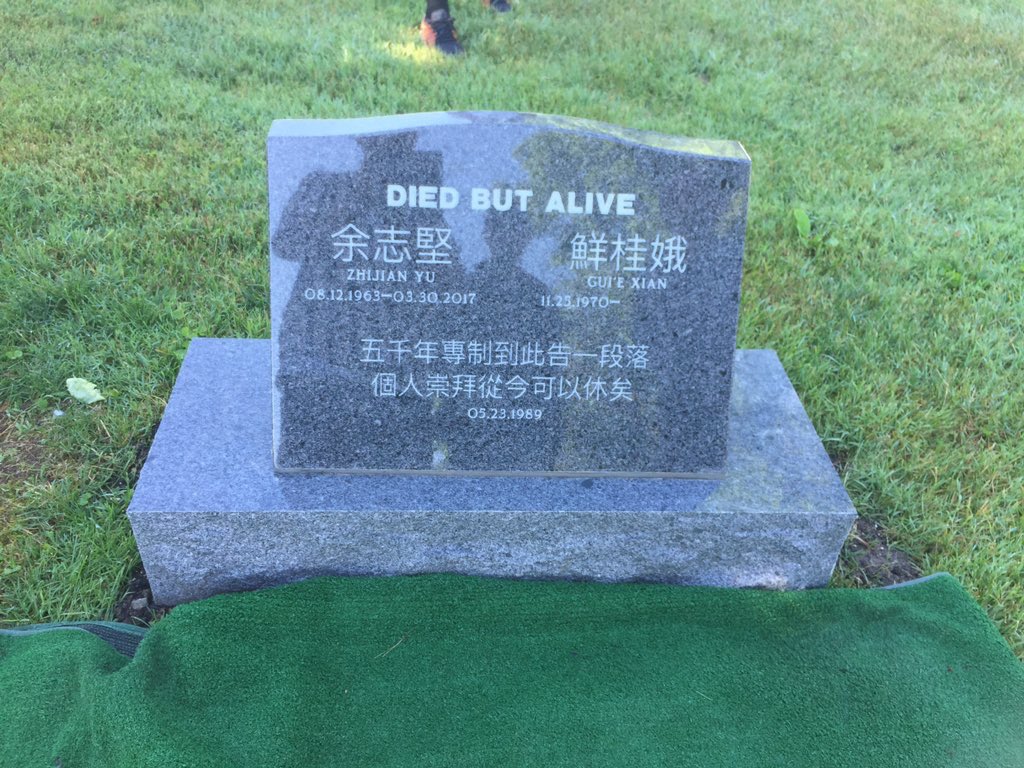 DIED BUT ALIVE
余志堅 鮮桂娥
ZHIJIAN YU GUI'E XIAN
08.12.1963–03.30.2017 11.25.1970–
五千年專制到此告一段落
個人崇拜從今可以休矣
05.23.1989